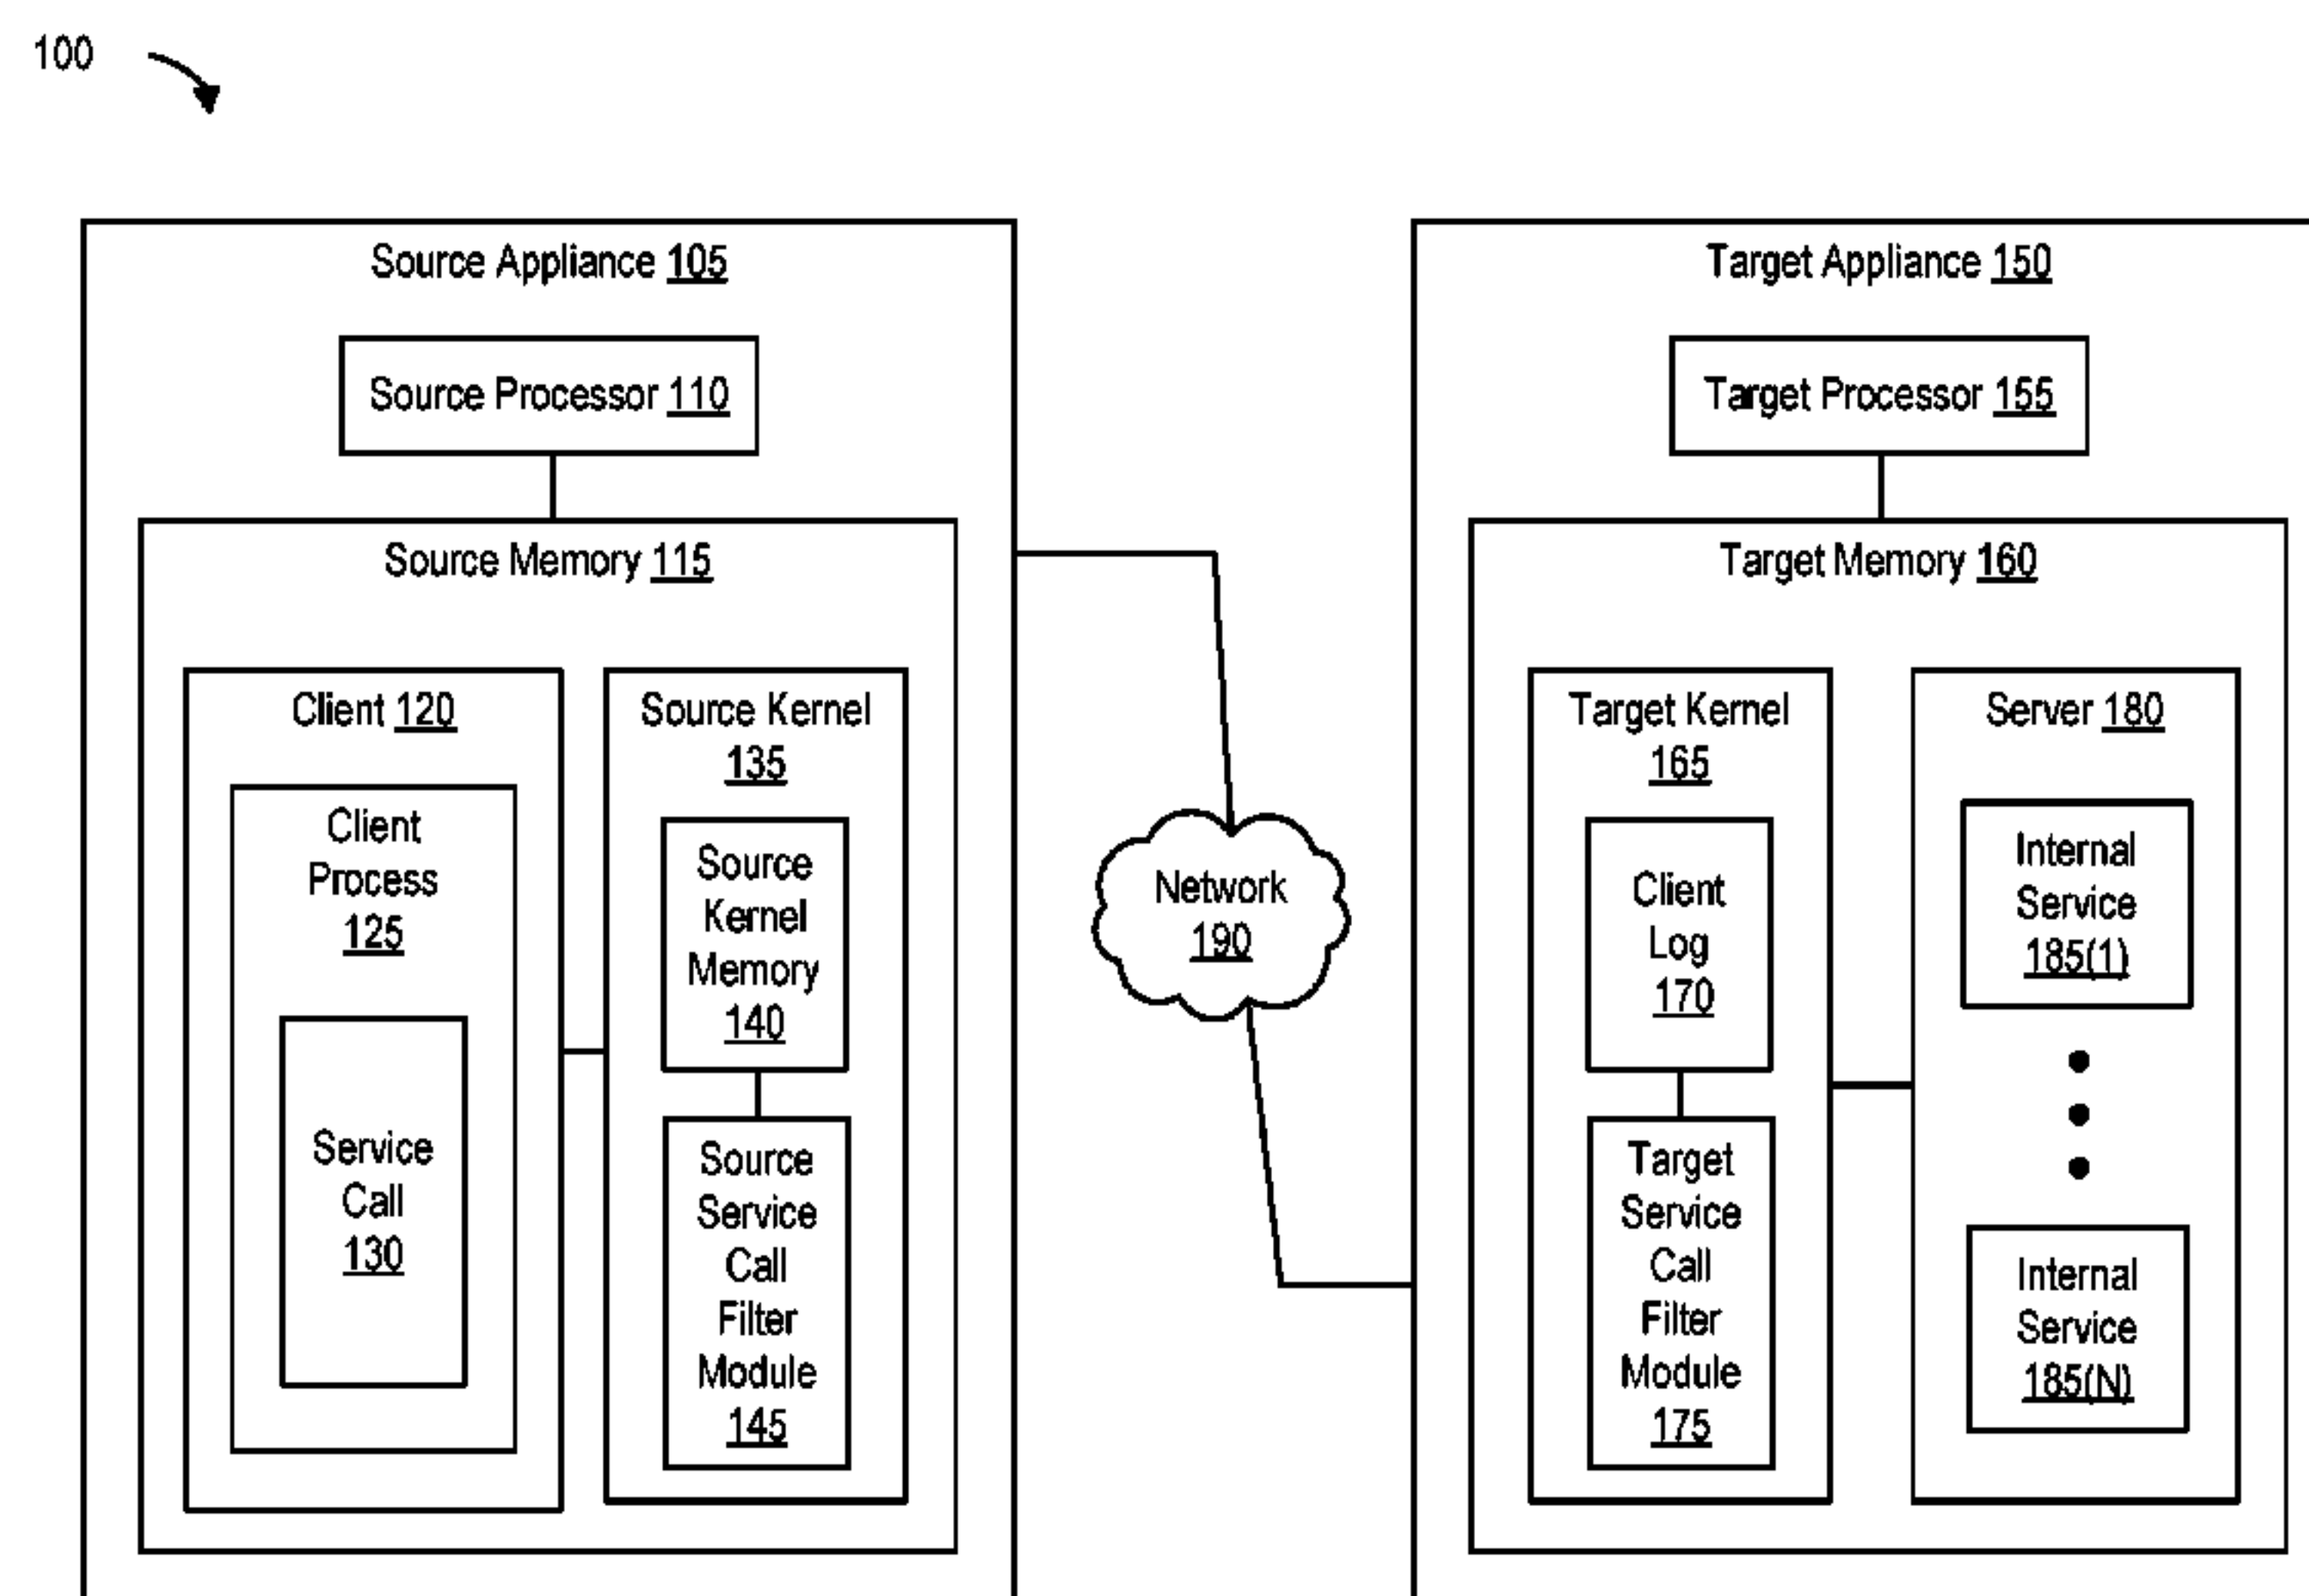 100
Source Appliance 105
Source Processor 110
Source Memory 115
Client 120
Client
Process
125
Service
Call
130
Source Kernel
135
Source
Kernel
Memory
140
Source
Service
Call
Filter
Module
145
Network
190
Target Appliance 150
Target Processor 155
Target Memory 160
Target Kernel
165
Client
Log
170
Target
Service
Call
Filter
Module
175
Server 180
Internal
Service
185(1)
Internal
Service
185(N)